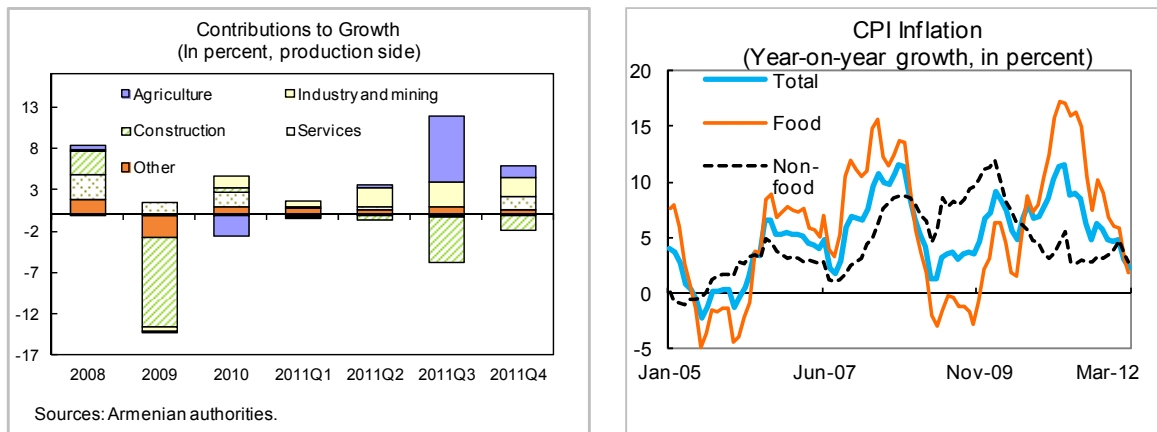 Contributions to Growth
(In percent, production side)
13
8
3
-2
-7
-12
-17
Agriculture
Industry and mining
Construction
Services
Other
2008 2009 2010 2011Q1 2011Q2 2011Q3 2011Q4
Sources: Armenian authorities.
CPI Inflation
(Year-on-year growth, in percent)
20
15
10
5
0
-5
Total
Food
Non-
food
Jan-05 Jun-07 Nov-09 Mar-12